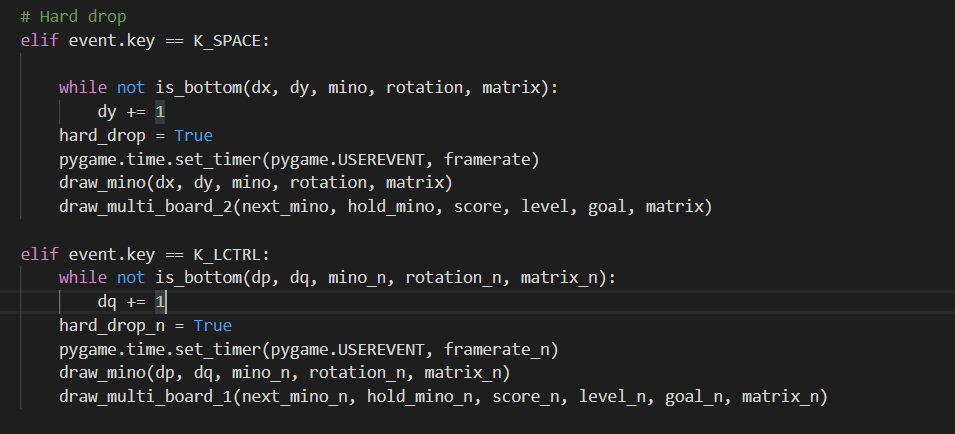 # Hard drop
elif event.key == K_SPACE:
while not is_bottom(dx, dy, mino, rotation, matrix):
dy += 1
hard_drop = True
pygame.time.set_timer(pygame.USEREVENT, framerate)
draw_mino(dx, dy, mino, rotation, matrix)
draw_multi_board_2(next_mino, hold_mino, score, level, goal, matrix)
elif event.key == K_LCTRL:
while not is_bottom(dp, dq, mino_n, rotation_n, matrix_n):
dq += 1
hard_drop_n = True
pygame.time.set_timer(pygame.USEREVENT, framerate_n)
draw_mino(dp, dq, mino_n, rotation_n, matrix_n)
draw_multi_board_1(next_mino_n, hold_mino_n, score_n, level_n, goal_n, matrix_n)